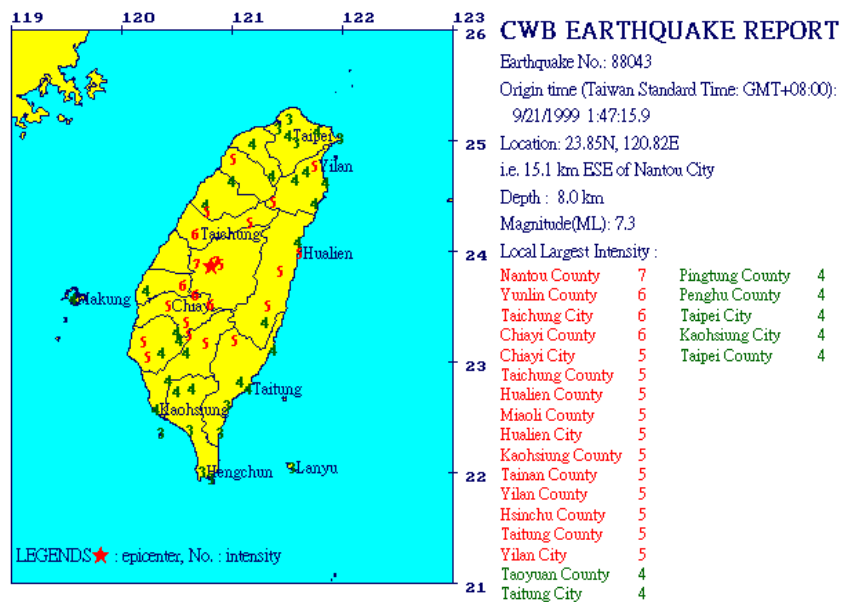 119 120 121 122 123
CWB EARTHQUAKE REPORT
Earthquake No.: 88043
Origin time (Taiwan Standard Time: GMT+08:00):
9/21/1999 1:47:15.9
Location: 23.85N, 120.82E
i.e. 15.1 km ESE of Nantou City
Depth : 8.0 km
Magnitude(ML): 7.3
Local Largest Intensity :
Nantou County 7
Yunlin County 6
Taichung City 6
Chiayi County 6
Chiayi City 5
Taichung County 5
Hualien County 5
Miaoli County 5
Hualien City 5
Kaohsiung County 5
Tainan County 5
Yilan County 5
Hsinchu County 5
Taitung County 5
Yilan City 5
Taoyuan County 4
Taitung City 4
Pingtung County 4
Penghu County 4
Taipei City 4
Kaohsiung City 4
Taipei County 4
26
25
24
23
22
21
Taipei
Yilan
Taichung
Hualien
Makung
Chiayi
Taitung
Kaohsiung
Hengchun
Lanyu
LEGENDS : epicenter, No. : intensity